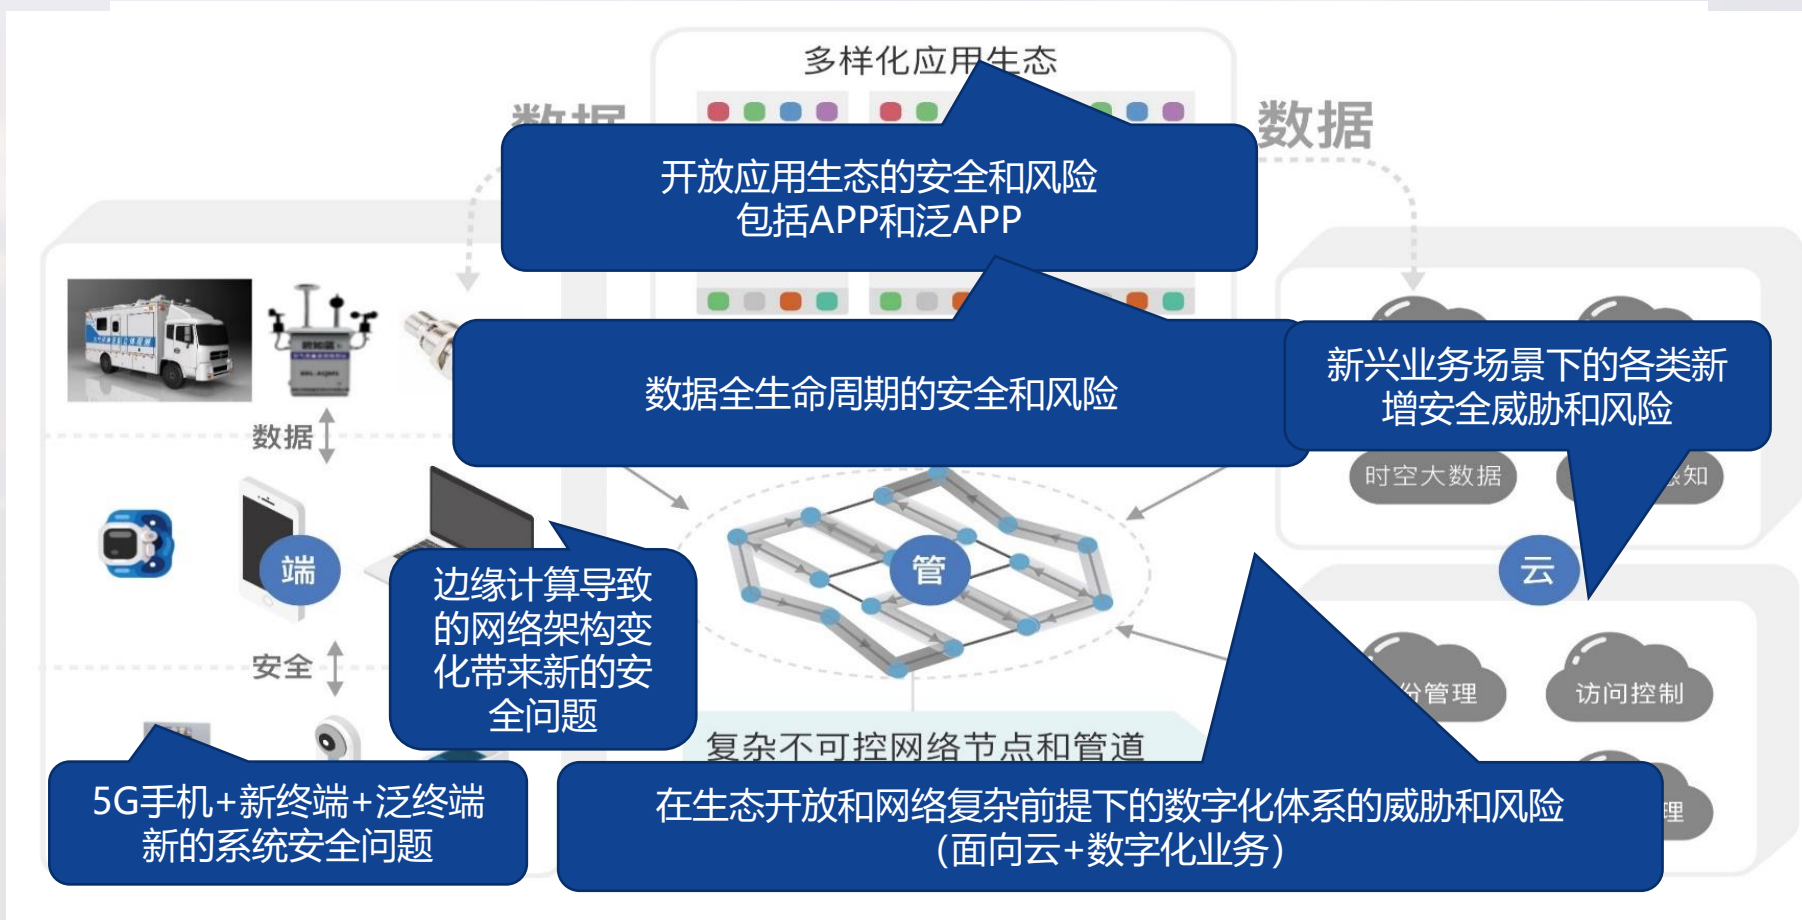 多样化应用生态
数据
数据
开放应用生态的安全和风险
包括APP和泛APP
数据全生命周期的安全和风险
新兴业务场景下的各类新
增安全威胁和风险
数据
时空大数据
知
端
管
云
边缘计算导致
的网络架构变
化带来新的安
全问题
安全
份管理
访问控制
复杂不可控网络节点和管道
5G手机+新终端+泛终端
新的系统安全问题
在生态开放和网络复杂前提下的数字化体系的威胁和风险
（面向云+数字化业务）
理